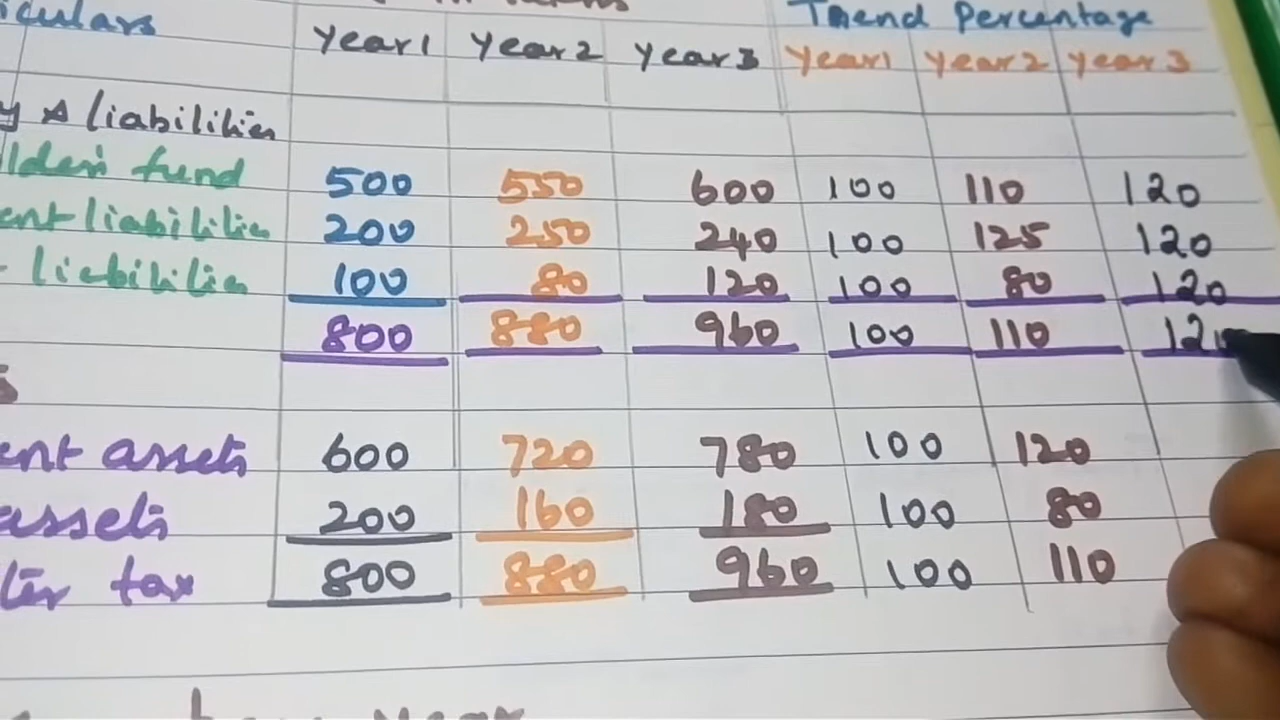 Trend Percentage
year1 year2 year3 year1 year2 year3
liabilities
fund 500 550 600 100 110 120
liabilities 200 250 240 100 125 120
liabilities 100 80 120 100 80 120
800 880 960 100 110 12
assets 600 720 780 100 120
assets 200 160 180 100 80
tax 800 880 960 100 110